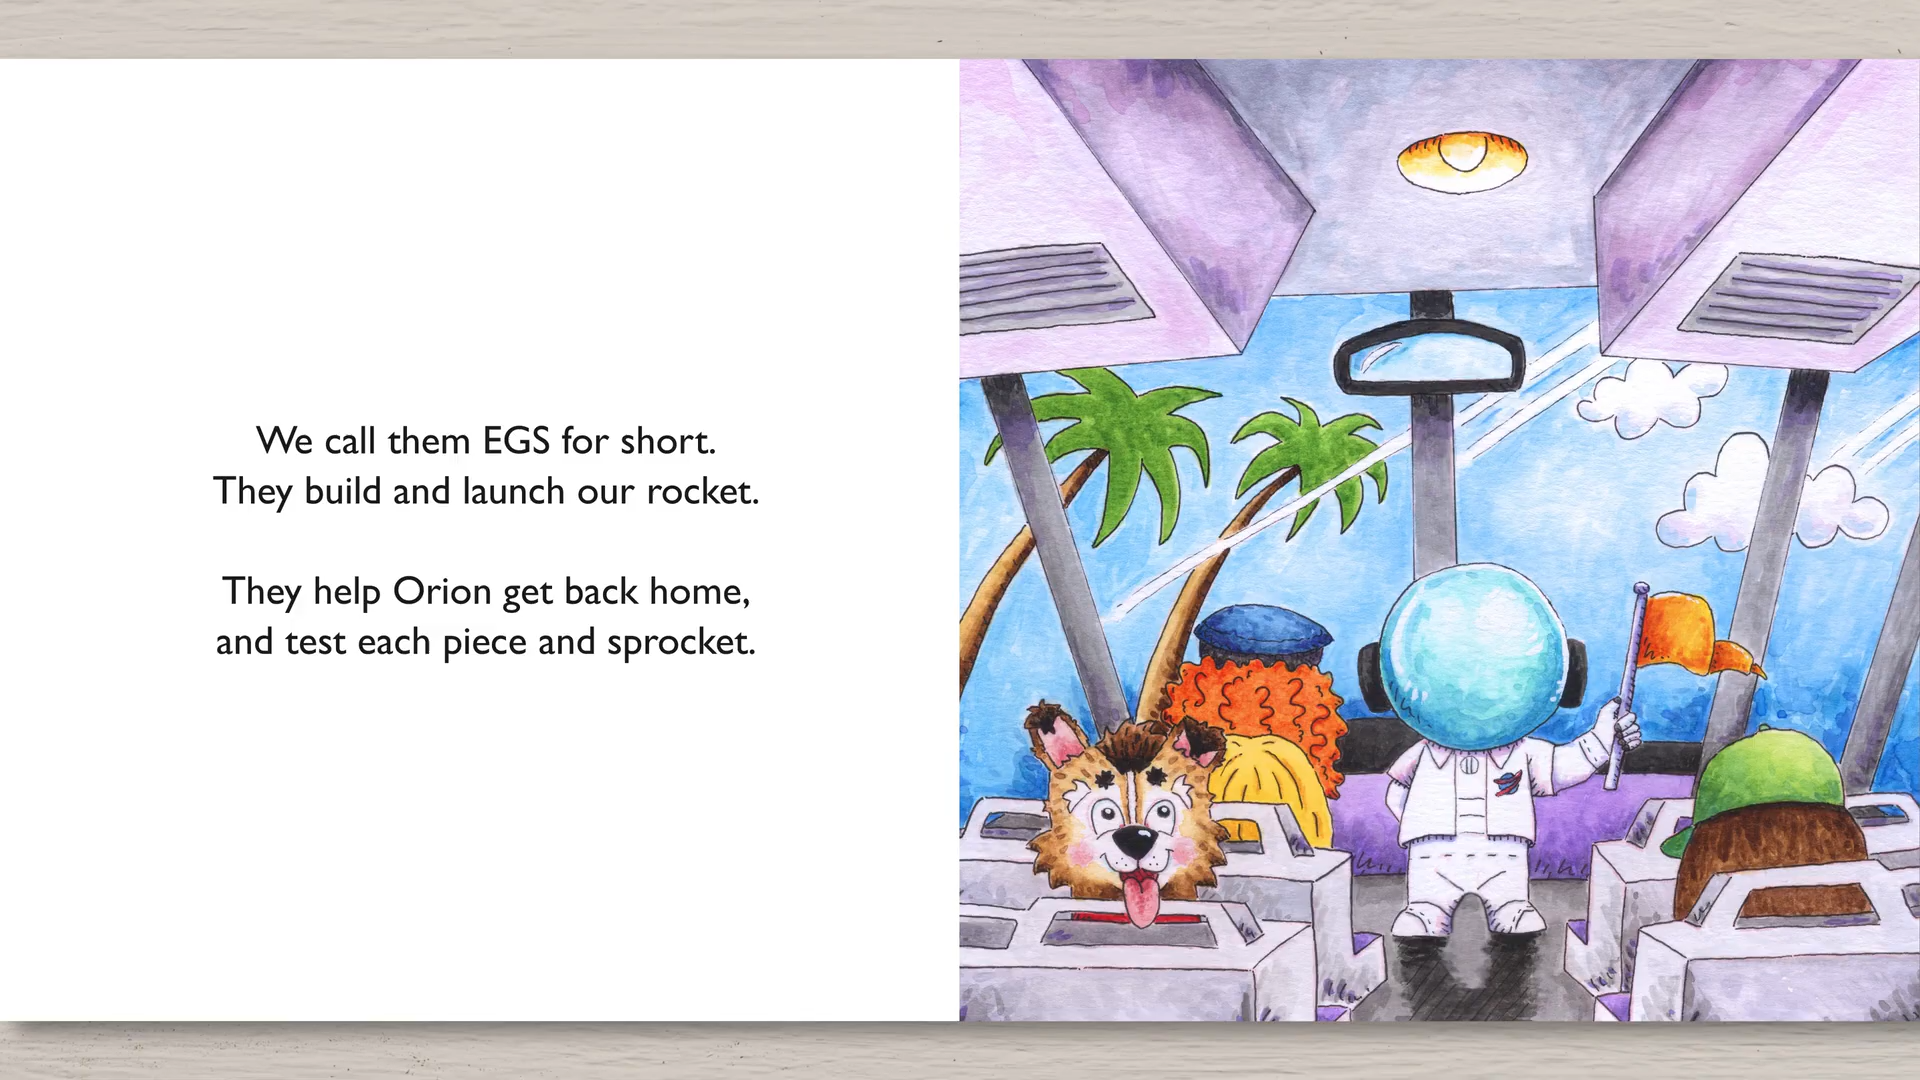 We call them EGS for short.
They build and launch our rocket.
They help Orion get back home,
and test each piece and sprocket.